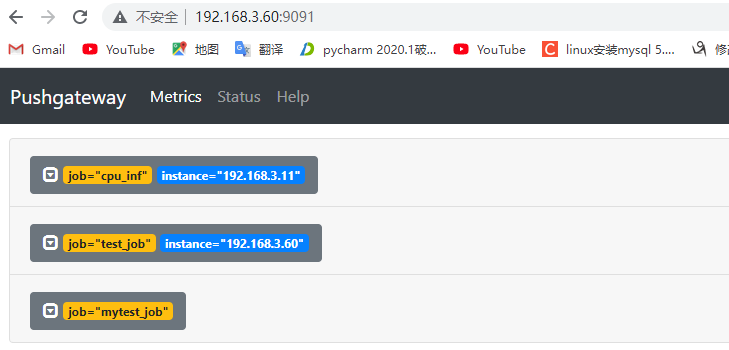 不安全 192.168.3.60:9091
Gmail YouTube 地图 翻译 pycharm 2020.1破... YouTube linux安装mysql 5.... 修
Pushgateway Metrics Status Help
job="cpu_inf" instance="192.168.3.11"
job="test_job" instance="192.168.3.60"
job="mytest_job"